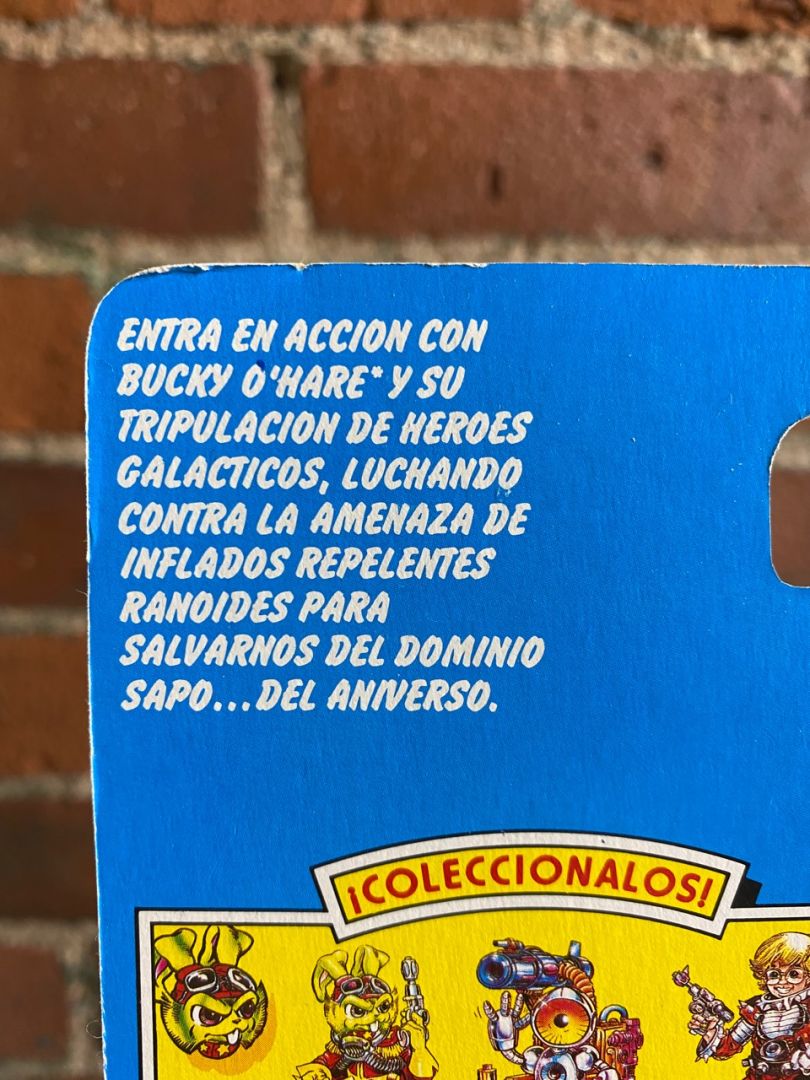 ENTRA EN ACCION CON
BUCKY O'HARE* Y SU
TRIPULACION DE HEROES
GALACTICOS, LUCHANDO
CONTRA LA AMENAZA DE
INFLADOS REPELENTES
RANOIDES PARA
SALVARNOS DEL DOMINIO
SAPO...DEL ANIVERSO.
¡COLECCIONALOS!